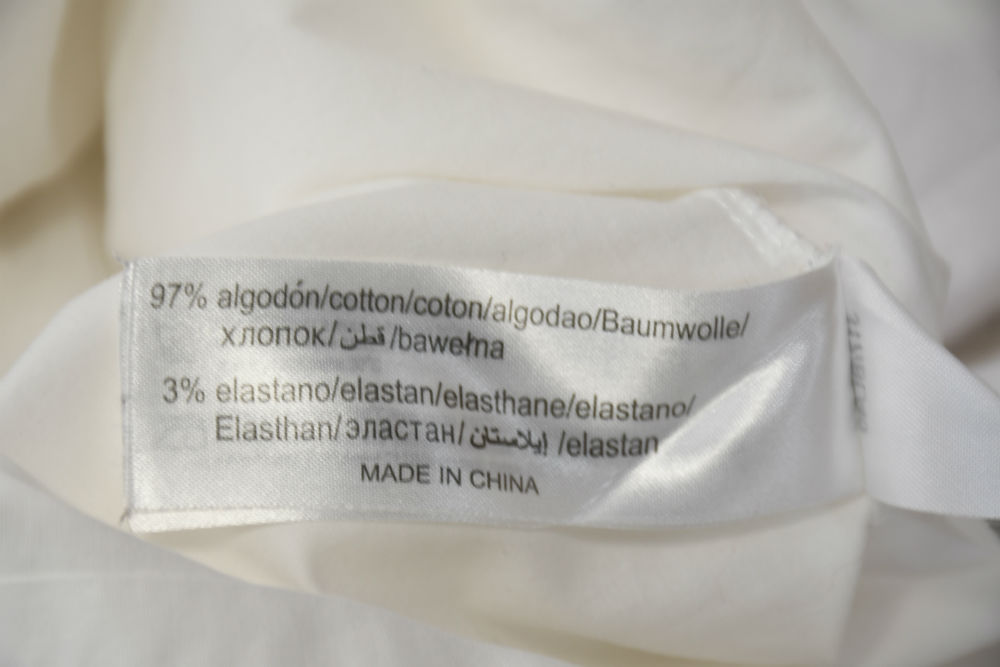 97% algodón/cotton/coton/algodao/Baumwolle/
хлопок/قطن/bawełna
3% elastano/elastan/elasthane/elastano/
Elasthan/эластан/إيلاستان /elastan
MADE IN CHINA